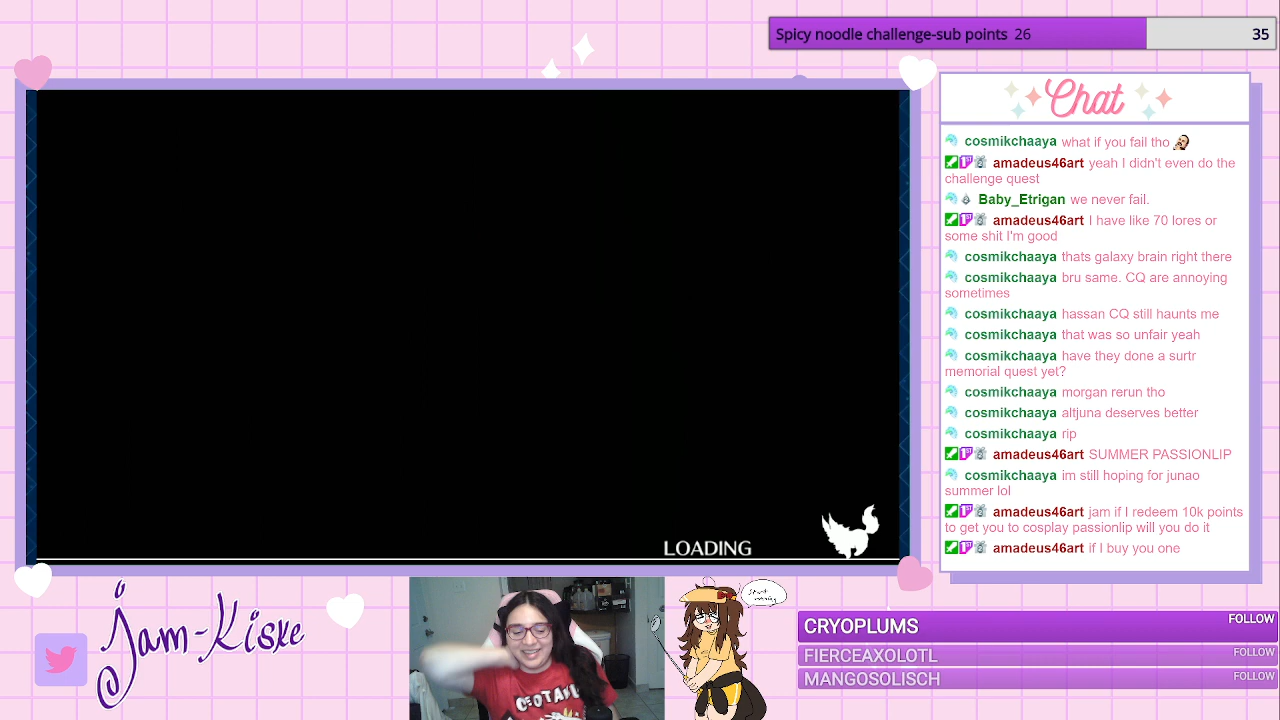 Spicy noodle challenge-sub points 26
35
Chat
cosmikchaaya what if you fail tho
amadeus46art yeah I didn't even do the
challenge quest
Baby_Etrigan we never fail.
amadeus46art I have like 70 lores or
some shit I'm good
cosmikchaaya thats galaxy brain right there
cosmikchaaya bru same. CQ are annoying
sometimes
cosmikchaaya hassan CQ still haunts me
cosmikchaaya that was so unfair yeah
cosmikchaaya have they done a surtr
memorial quest yet?
cosmikchaaya morgan rerun tho
cosmikchaaya altjuna deserves better
cosmikchaaya rip
amadeus46art SUMMER PASSIONLIP
cosmikchaaya im still hoping for junao
summer lol
amadeus46art jam if I redeem 10k points
to get you to cosplay passionlip will you do it
amadeus46art if I buy you one
LOADING
@Jam-Kiske
CRYOPLUMS FOLLOW
FIERCEAXOLOTL FOLLOW
MANGOSOLISCH FOLLOW